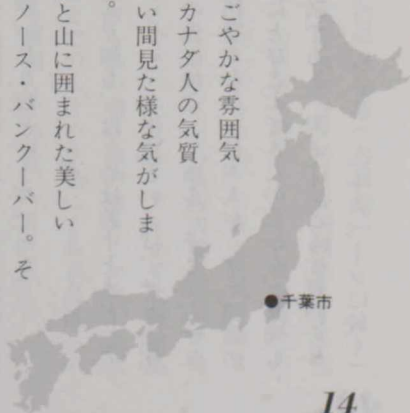 ごやかな雰囲気
カナダ人の気質
い間見た様な気がしま
。
と山に囲まれた美しい
ノース・バンクーバー。そ
●千葉市
14